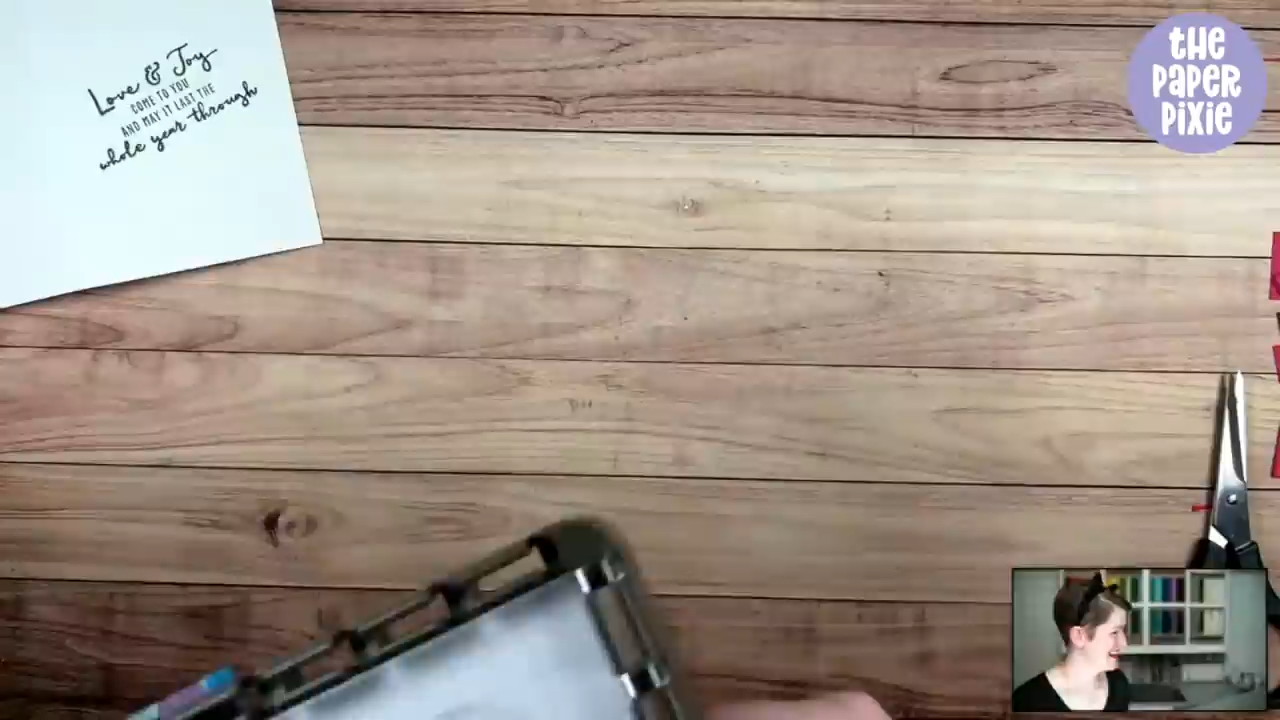 Love & Joy
COME TO YOU
AND MAY IT LAST THE
whole year through
the
PAPER
PIXIE